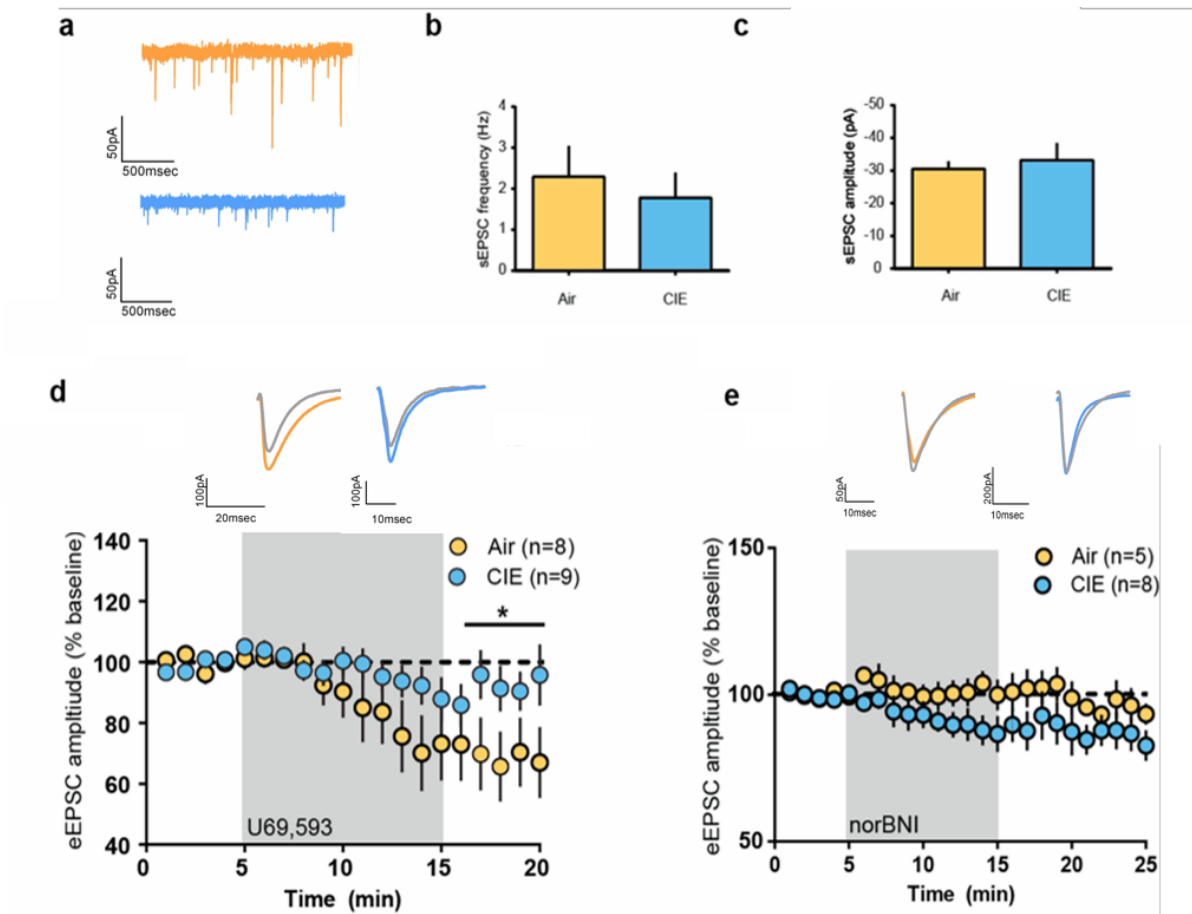 a
50pA
500msec
50pA
500msec
b
sEPSC frequency (Hz)
4
3
2
1
0
Air
CIE
c
sEPSC amplitude (pA)
-50
-40
-30
-20
-10
0
Air
CIE
d
100pA
20msec
100pA
10msec
eEPSC ampltiude (% baseline)
140
120
100
80
60
40
Air (n=8)
CIE (n=9)
*
U69,593
0
5
10
15
20
Time (min)
e
50pA
10msec
200pA
10msec
eEPSC ampltiude (% baseline)
150
100
50
Air (n=5)
CIE (n=8)
norBNI
0
5
10
15
20
25
Time (min)